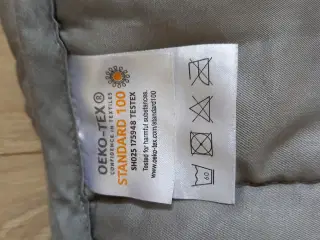 OEKO-TEX®
CONFIDENCE IN TEXTILES
STANDARD 100
SH025 175948 TESTEX
Tested for harmful substances.
www.oeko-tex.com/standard100
60